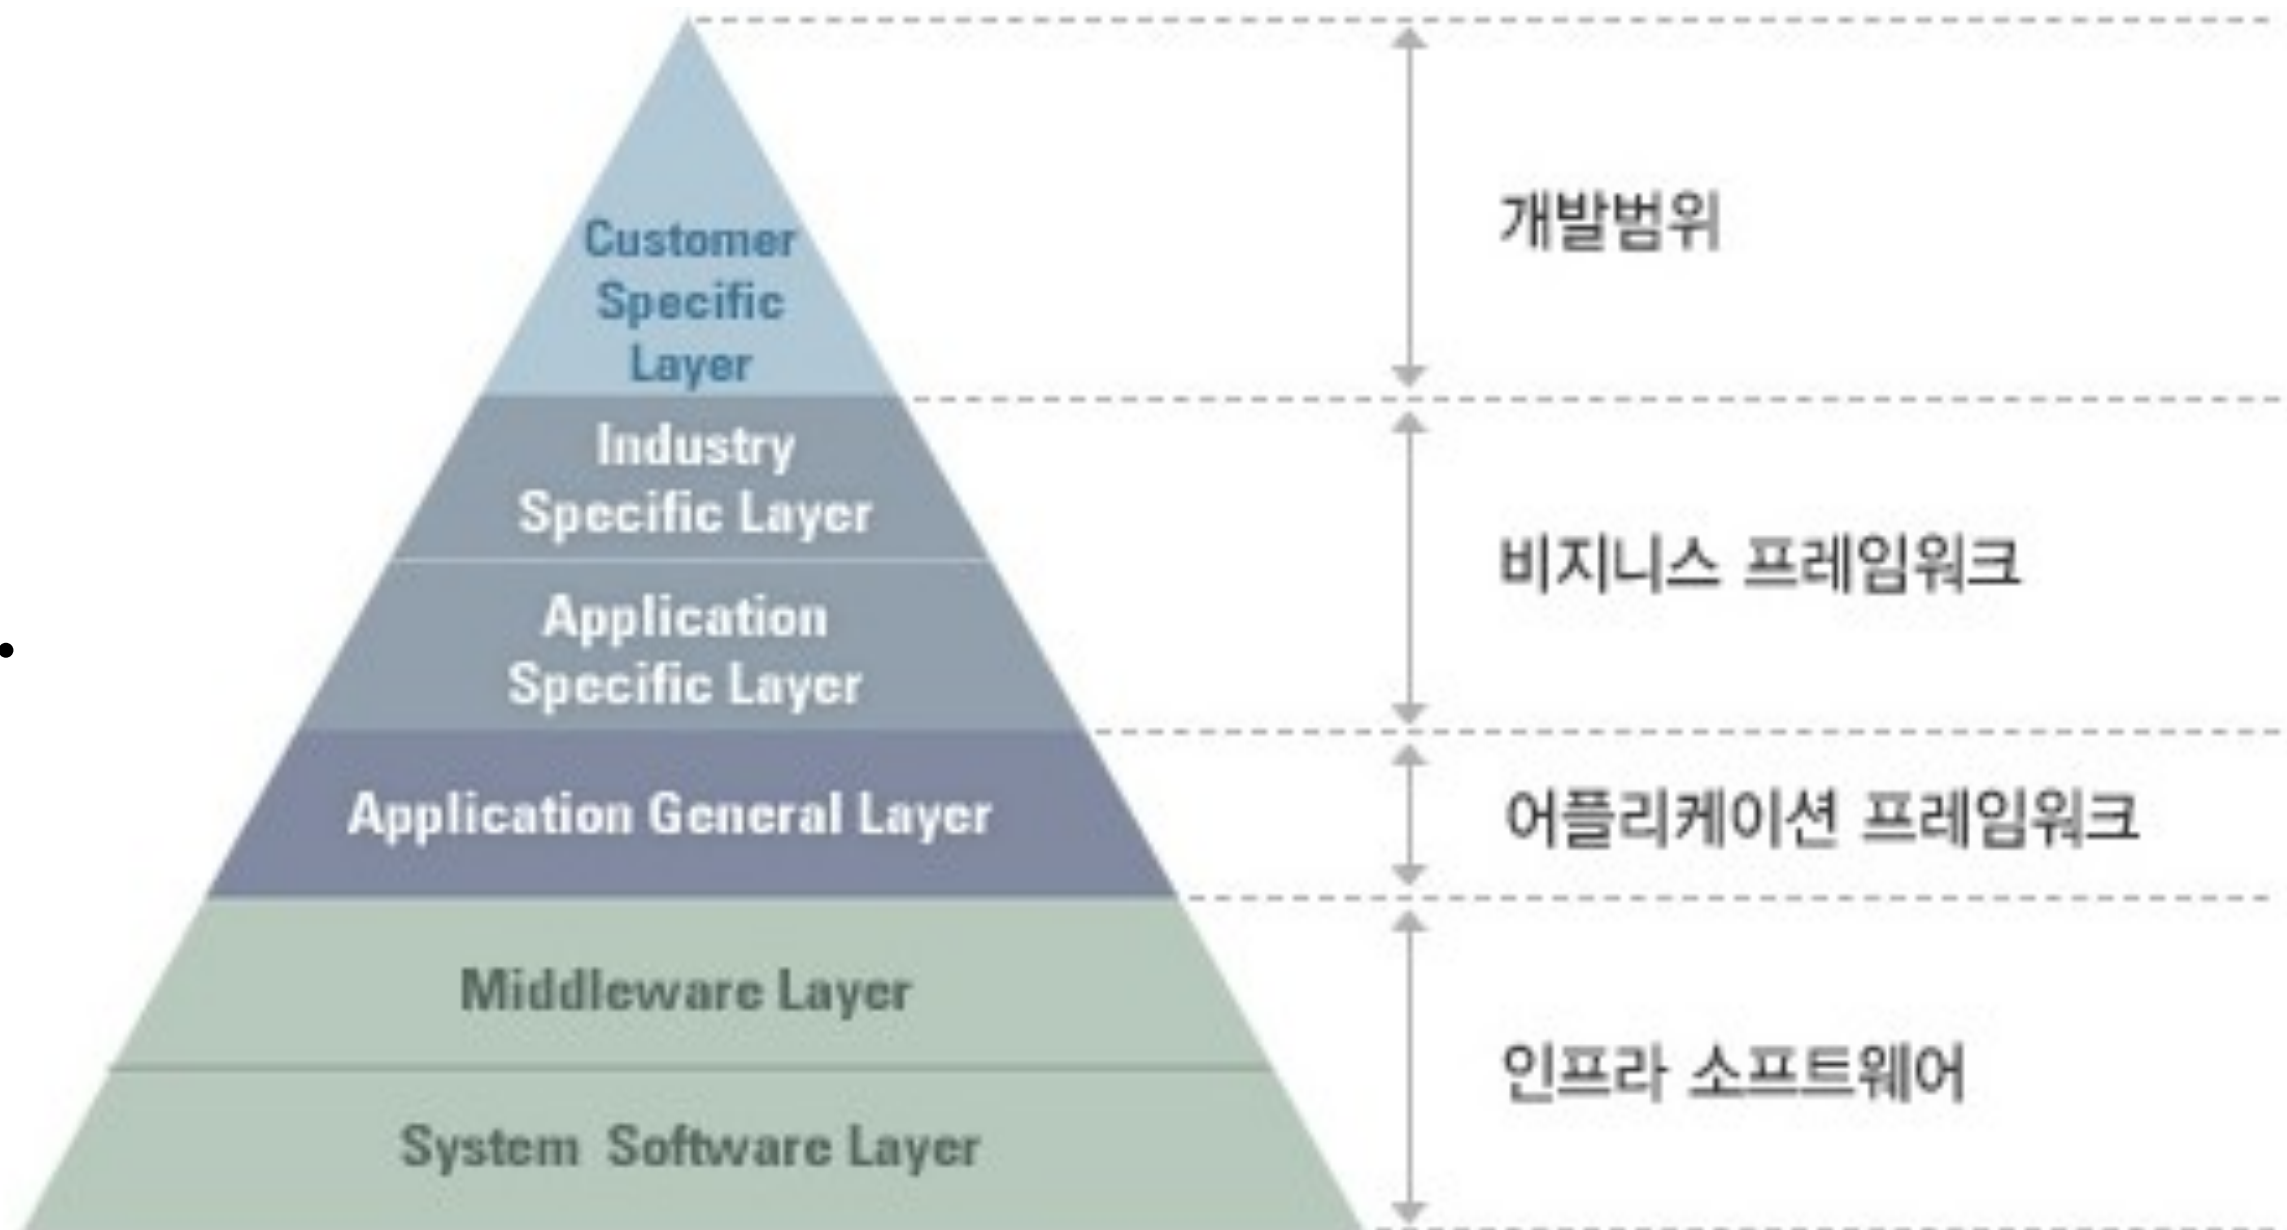 Customer
Specific
Layer
개발범위
Industry
Specific Layer
비지니스 프레임워크
Application
Specific Layer
Application General Layer
어플리케이션 프레임워크
Middleware Layer
인프라 소프트웨어
System Software Layer